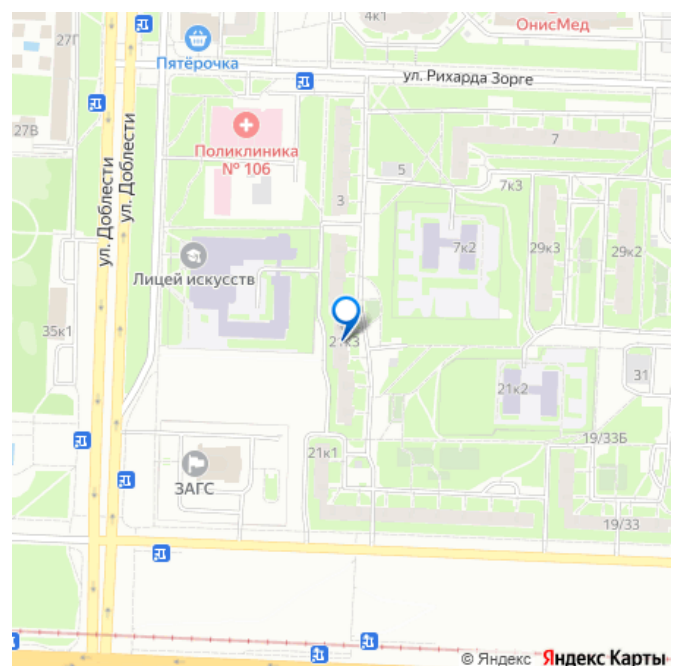 4к1
ОнисМед
27Г
Пятёрочка
ул. Рихарда Зорге
27В
Поликлиника
№ 106
7
5
7к3
3
ул. Доблести
ул. Доблести
7к2
29к3
29к2
Лицей искусств
35к1
21к3
31
21к2
19/33Б
21к1
ЗАГС
19/33
© Яндекс Яндекс Карты